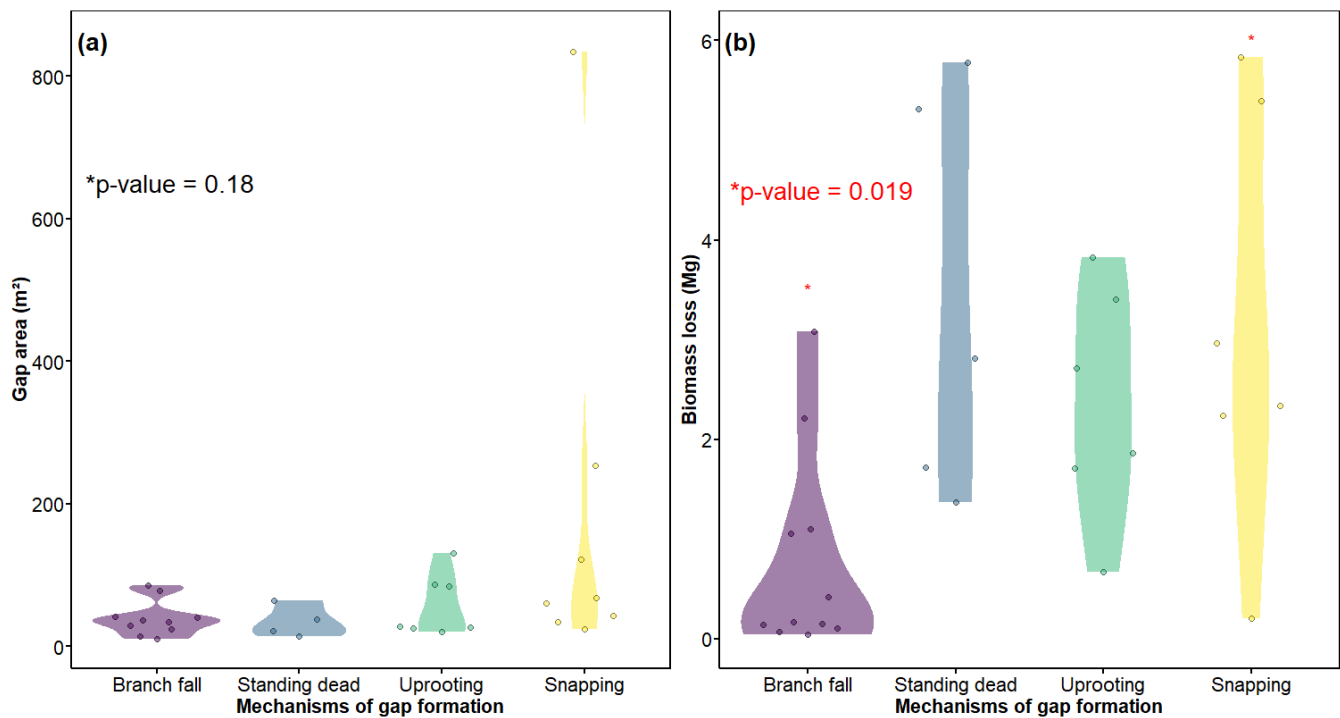 (a)
*p-value = 0.18
Gap area (m²)
800
600
400
200
0
Branch fall Standing dead Uprooting Snapping
Mechanisms of gap formation
(b)
*
*p-value = 0.019
*
Biomass loss (Mg)
6
4
2
0
Branch fall Standing dead Uprooting Snapping
Mechanisms of gap formation